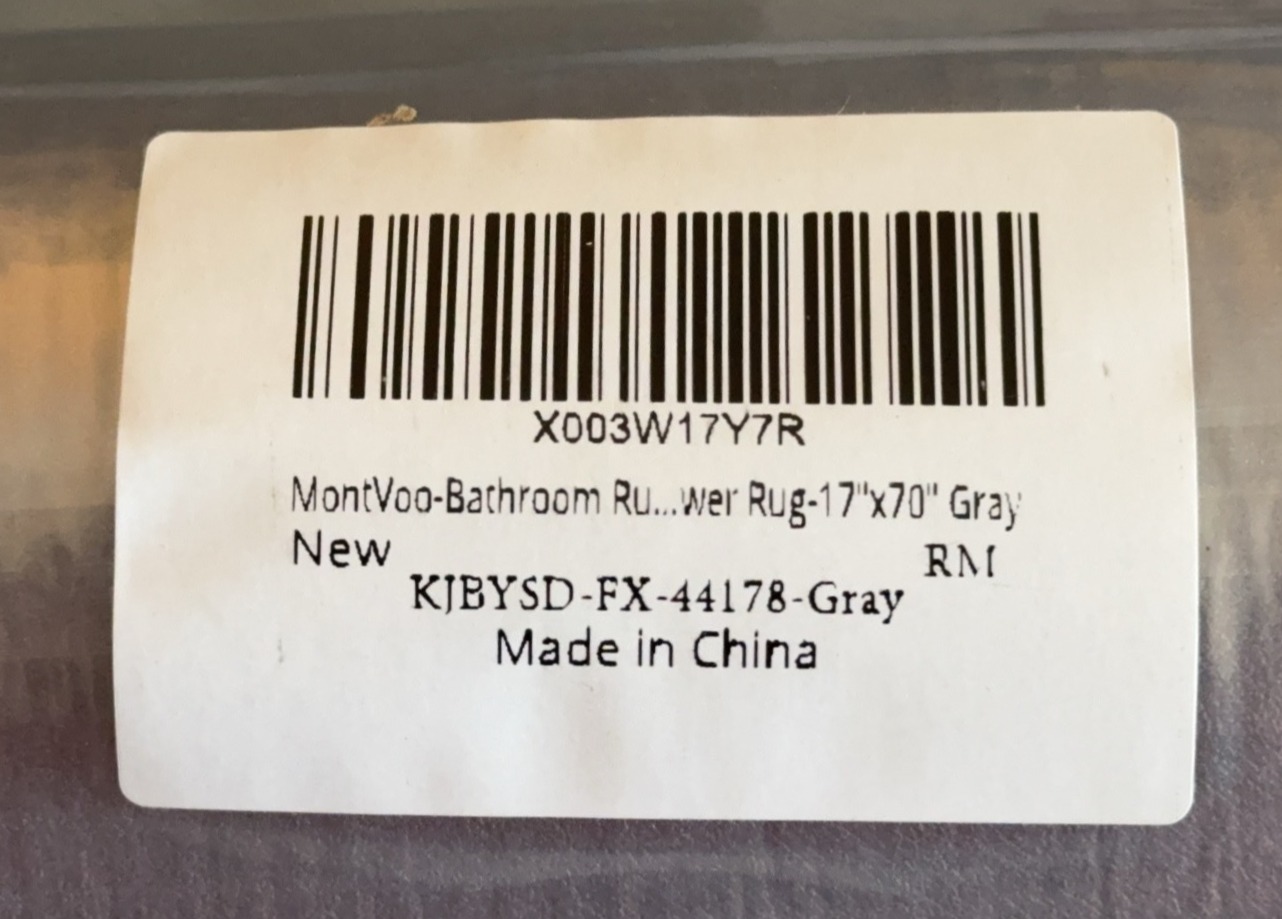 X003W17Y7R
MontVoo-Bathroom Ru...wer Rug-17"x70" Gray
New RM
KJBYSD-FX-44178-Gray
Made in China